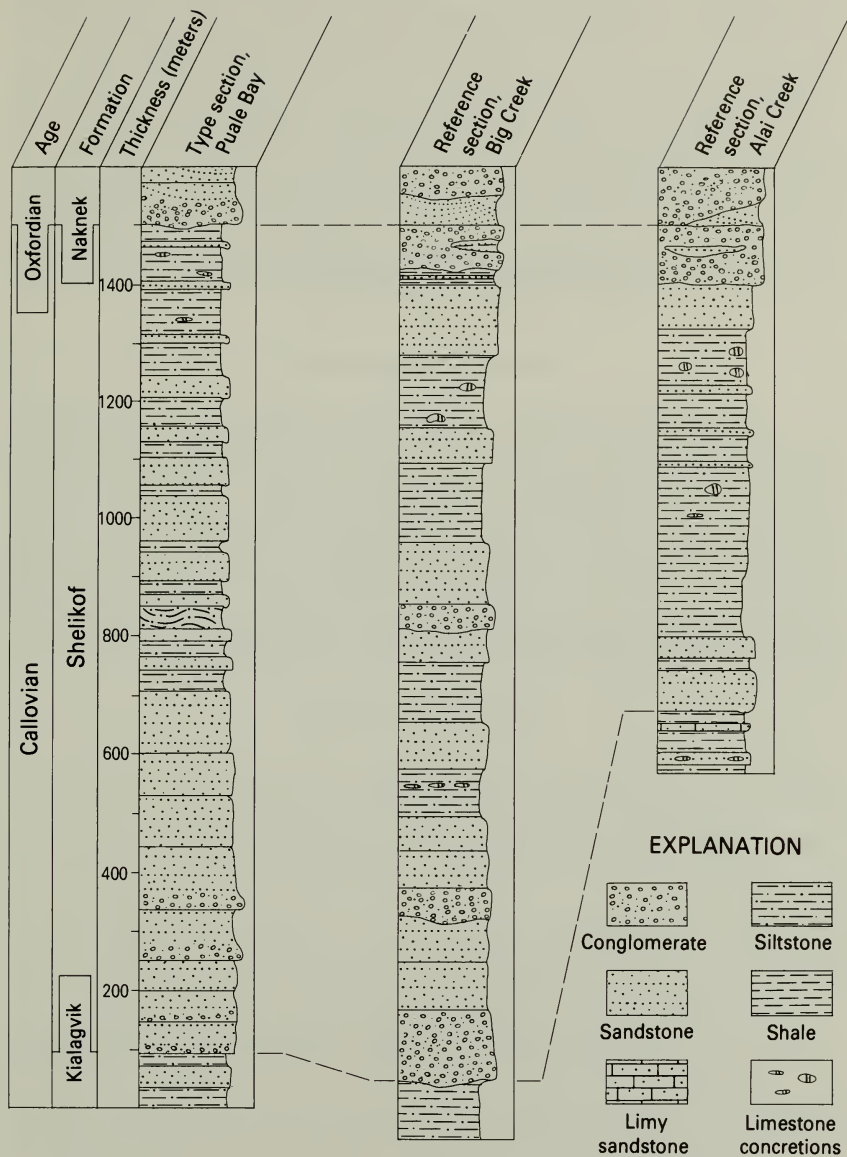 Age
Formation
Thickness (meters)
Type section,
Puale Bay
Reference
section,
Big Creek
Reference
section,
Alai Creek
Oxfordian
Naknek
Callovian
Shelikof
Kialagvik
1400
1200
1000
800
600
400
200
EXPLANATION
Conglomerate
Siltstone
Sandstone
Shale
Limy
sandstone
Limestone
concretions